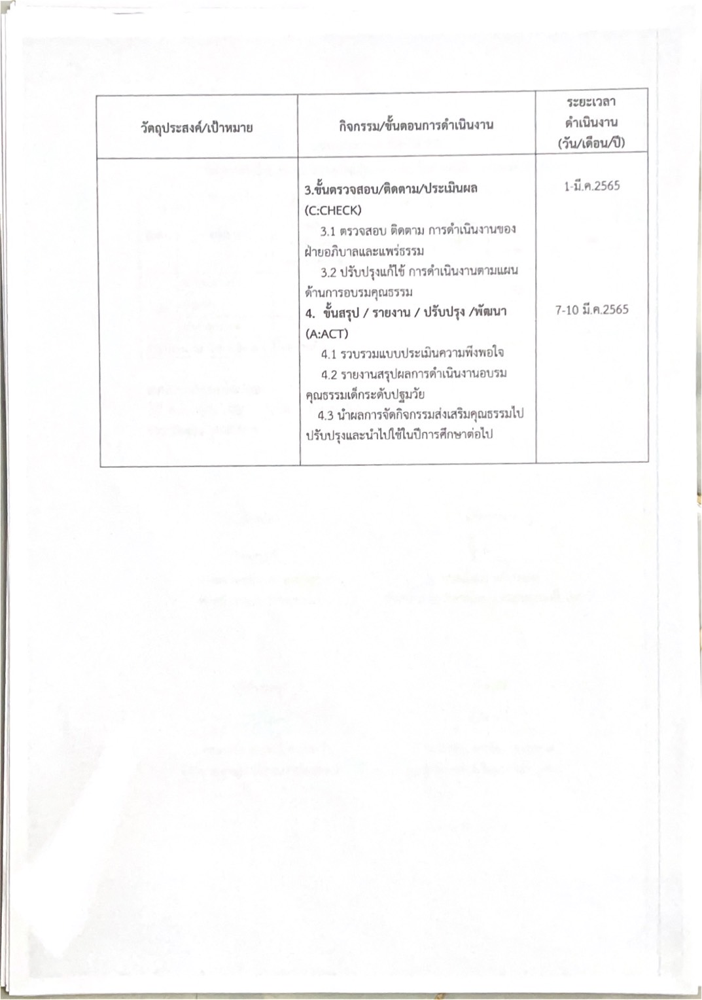 วัตถุประสงค์/เป้าหมาย
กิจกรรม/ขั้นตอนการดำเนินงาน
ระยะเวลา
ดำเนินงาน
(วัน/เดือน/ปี)
3.ขั้นตรวจสอบ/ติดตาม/ประเมินผล
1-มี.ค.2565
(C:CHECK)
3.1 ตรวจสอบ ติดตาม การดำเนินงานของ
ฝ่ายอภิบาลและแพร่ธรรม
3.2 ปรับปรุงแก้ไข้ การดำเนินงานตามแผน
ด้านการอบรมคุณธรรม
4. ขั้นสรุป / รายงาน / ปรับปรุง /พัฒนา
7-10 มี.ค.2565
(A:ACT)
4.1 รวบรวมแบบประเมินความพึงพอใจ
4.2 รายงานสรุปผลการดำเนินงานอบรม
คุณธรรมเด็กระดับปฐมวัย
4.3 นำผลการจัดกิจกรรมส่งเสริมคุณธรรมไป
ปรับปรุงและนำไปใช้ในปีการศึกษาต่อไป